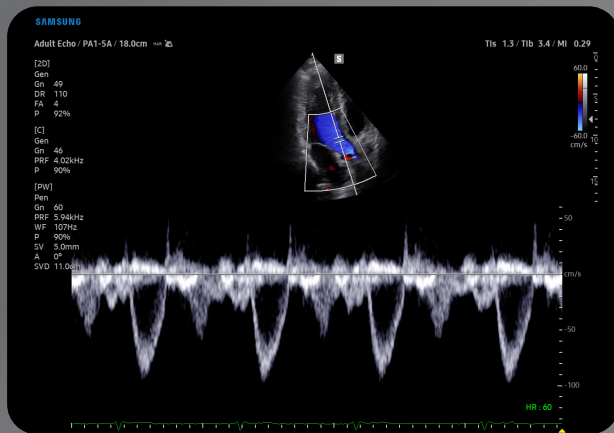 SAMSUNG
Adult Echo / PA1-5A / 18.0cm
TIs 1.3 / TIb 3.4 / MI 0.29
[2D]
Gen
Gn 49
DR 110
FA 4
P 92%
[C]
Gen
Gn 46
PRF 4.02kHz
P 90%
[PW]
Pen
Gn 60
PRF 5.94kHz
WF 107Hz
P 90%
SV 5.0mm
A 0°
SVD 11.0cm
S
60.0
-60.0
cm/s
50
cm/s
-50
-100
HR : 60